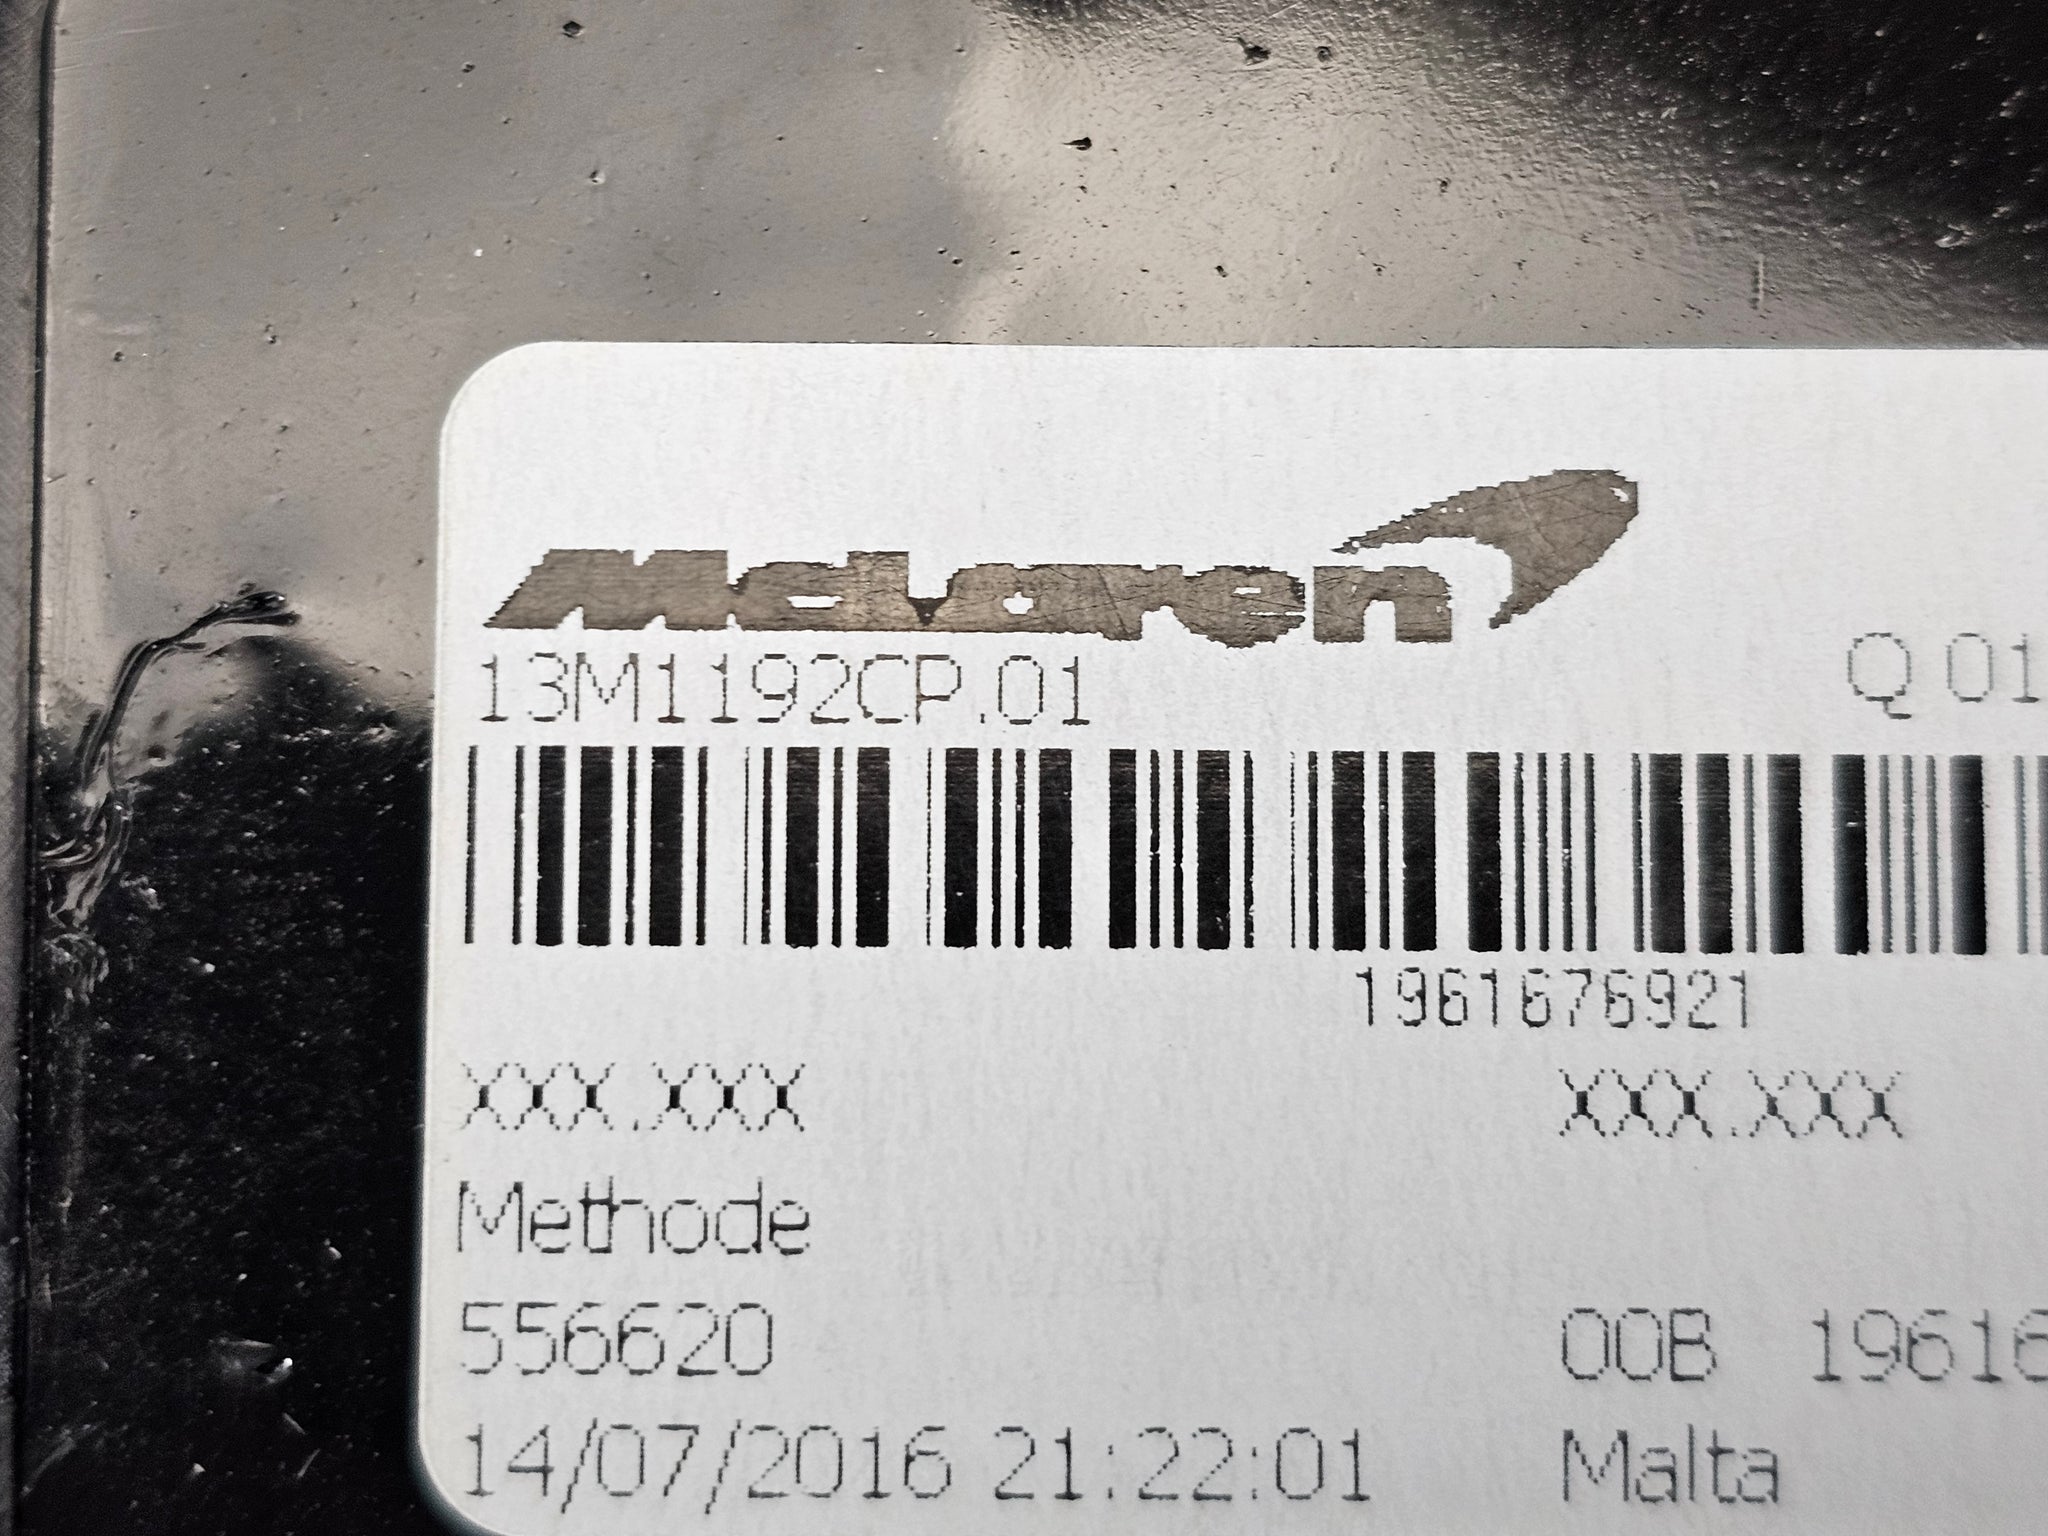 McLaren
13M1192CP.01 Q 01
1961676921
XXX.XXX XXX.XXX
Methode
556620 00B 19616
14/07/2016 21:22:01 Malta